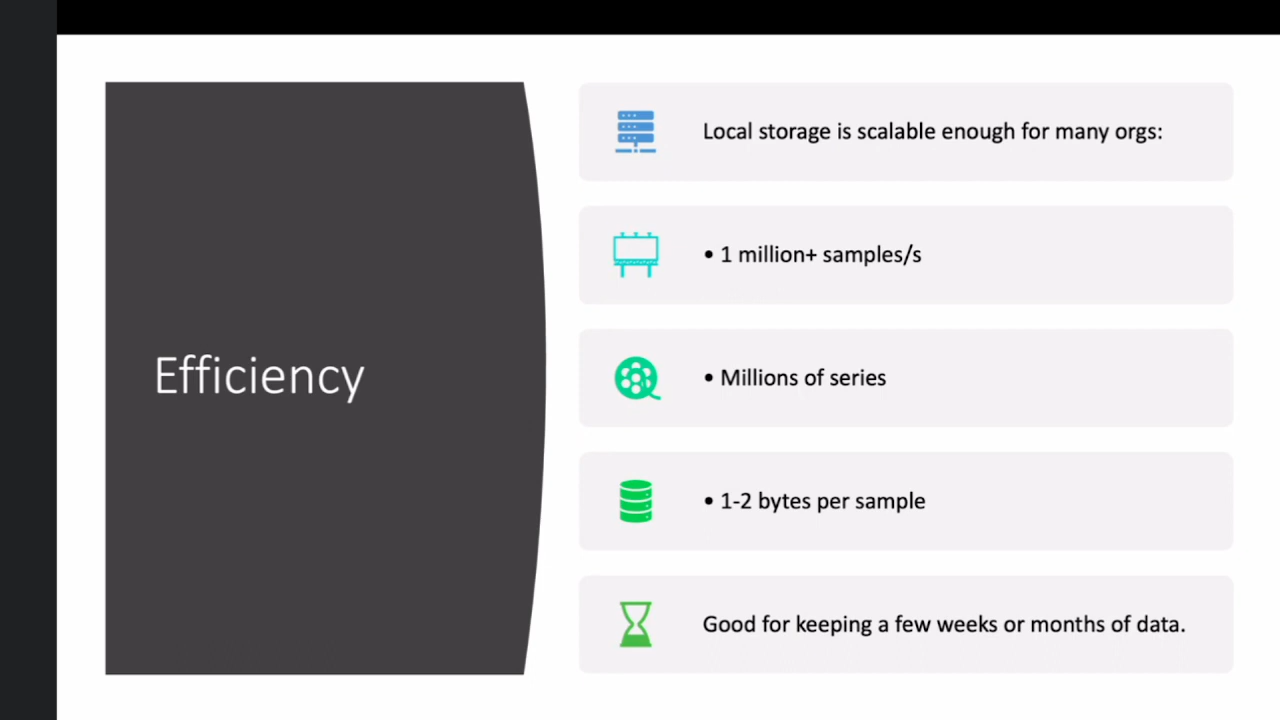 Efficiency
Local storage is scalable enough for many orgs:
• 1 million+ samples/s
• Millions of series
• 1-2 bytes per sample
Good for keeping a few weeks or months of data.